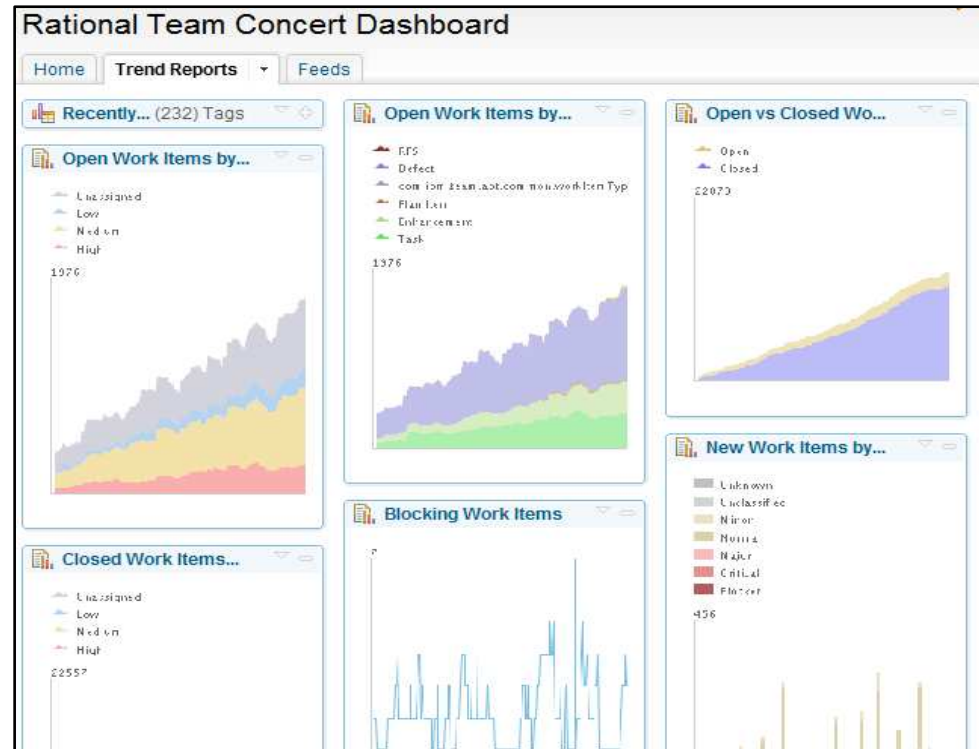 Rational Team Concert Dashboard
Home
Trend Reports
Feeds
Recently... (232) Tags
Open Work Items by...
Unassigned
Low
Medium
High
1976
Closed Work Items...
Unassigned
Low
Medium
High
22557
Open Work Items by...
Defect
Plan Item
Enhancement
Task
1976
Blocking Work Items
Open vs Closed Wo...
Open
Closed
22079
New Work Items by...
Unknown
Unclassified
Minor
Normal
Major
Critical
Blocker
456